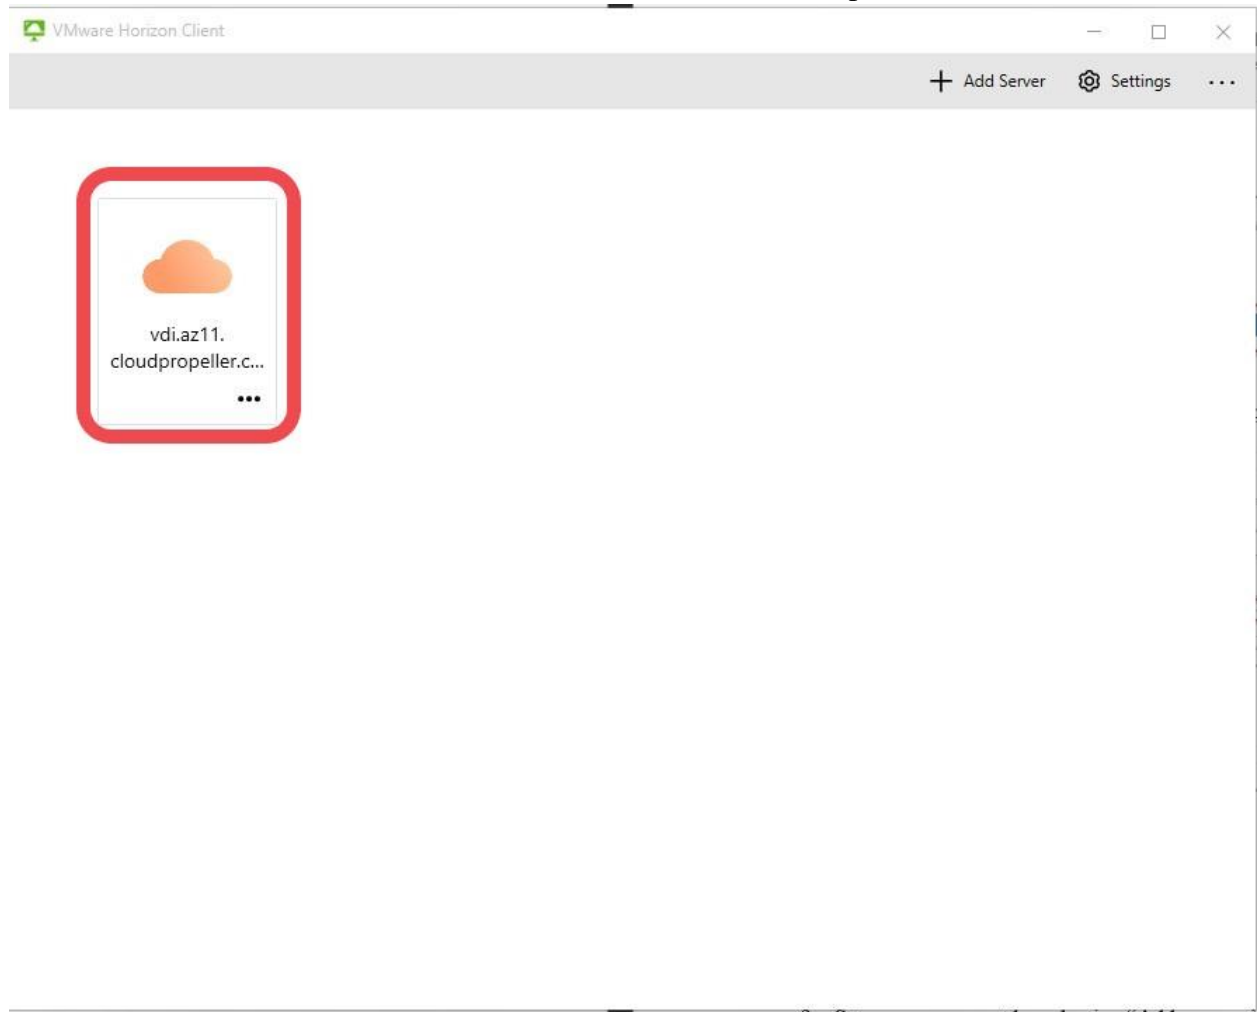 VMware Horizon Client
Add Server Settings ...
vdi.az11.
cloudpropeller.c...